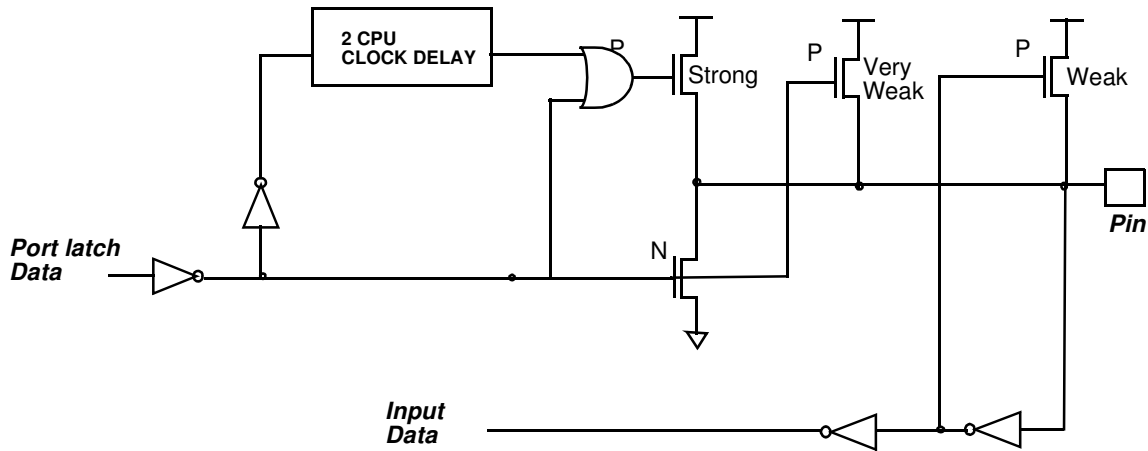 2 CPU
CLOCK DELAY
P
Strong
P
Very
Weak
P
Weak
Pin
N
Port latch
Data
Input
Data